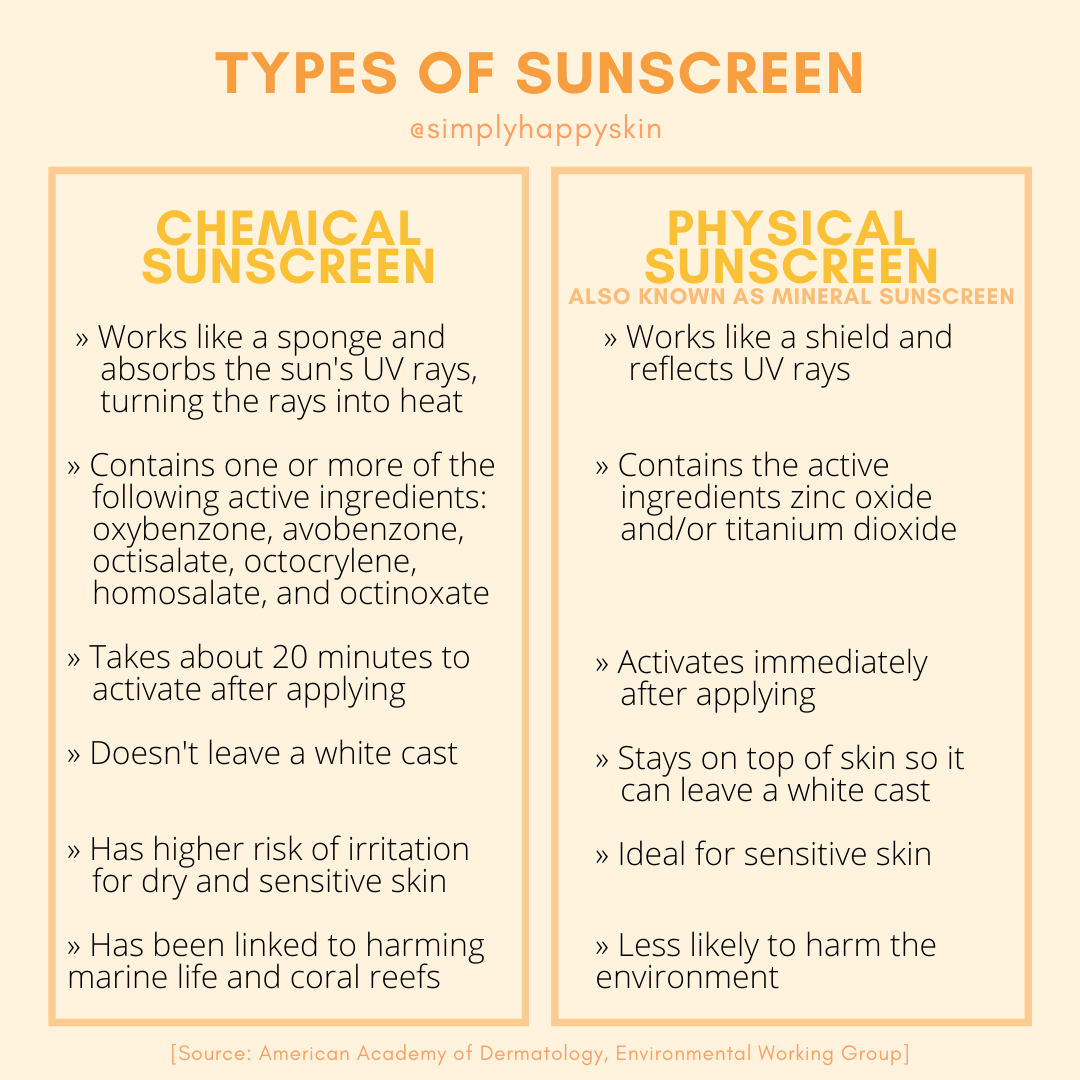 TYPES OF SUNSCREEN
@simplyhappyskin
CHEMICAL
SUNSCREEN
» Works like a sponge and
absorbs the sun's UV rays,
turning the rays into heat
» Contains one or more of the
following active ingredients:
oxybenzone, avobenzone,
octisalate, octocrylene,
homosalate, and octinoxate
» Takes about 20 minutes to
activate after applying
» Doesn't leave a white cast
» Has higher risk of irritation
for dry and sensitive skin
» Has been linked to harming
marine life and coral reefs
PHYSICAL
SUNSCREEN
ALSO KNOWN AS MINERAL SUNSCREEN
» Works like a shield and
reflects UV rays
» Contains the active
ingredients zinc oxide
and/or titanium dioxide
» Activates immediately
after applying
» Stays on top of skin so it
can leave a white cast
» Ideal for sensitive skin
» Less likely to harm the
environment
[Source: American Academy of Dermatology, Environmental Working Group]